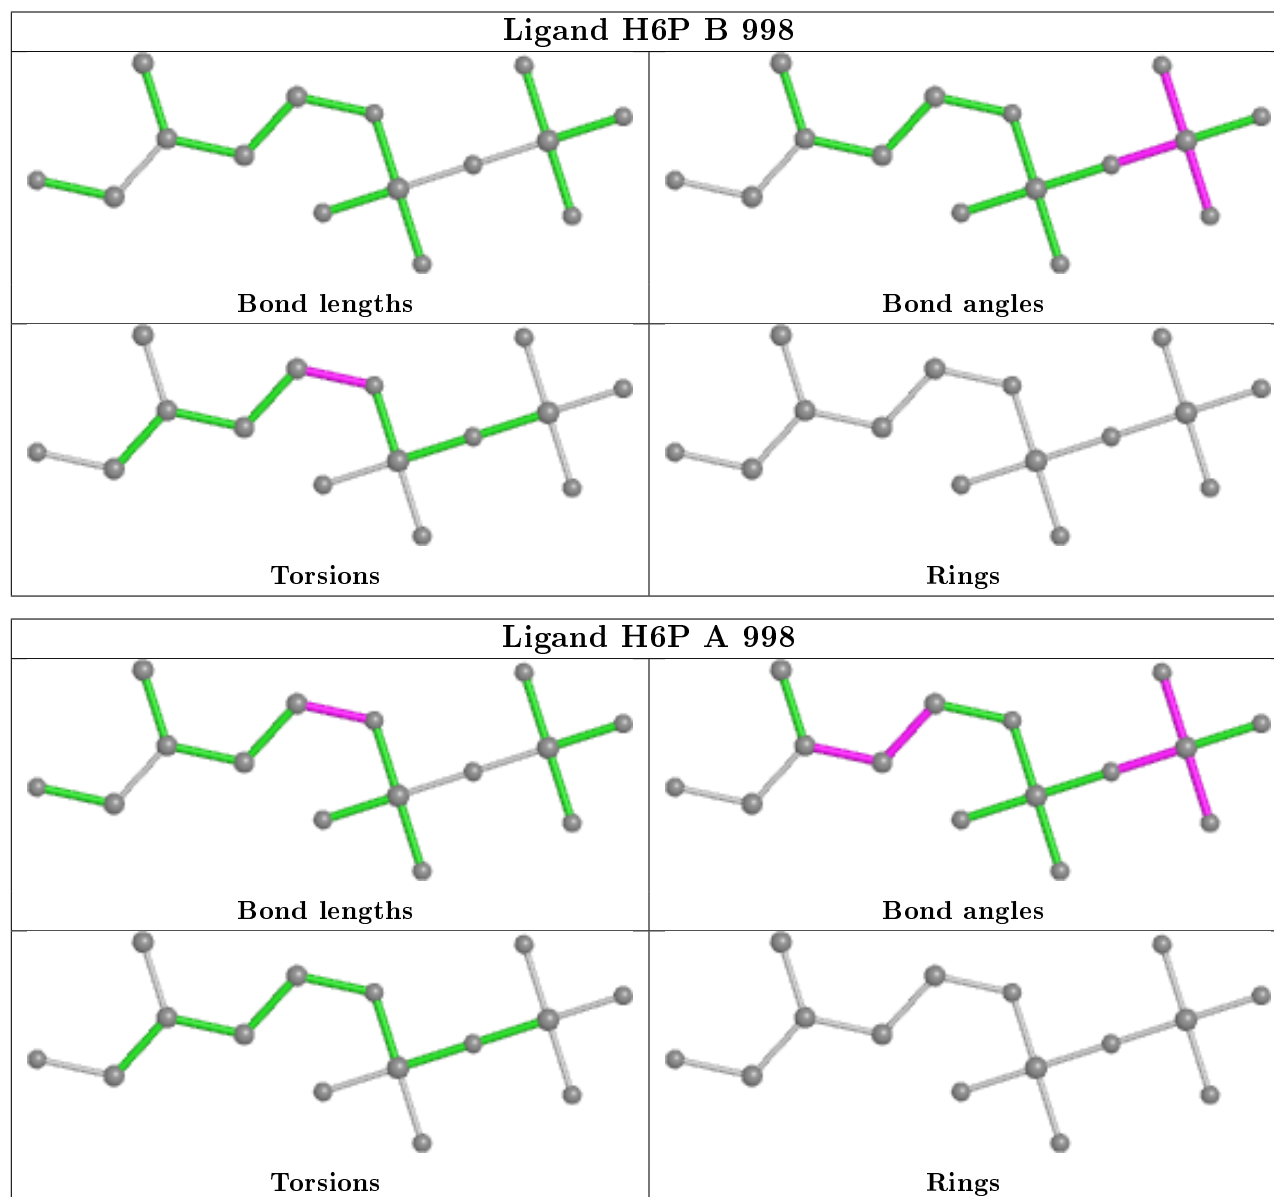 Ligand H6P B 998
Bond lengths
Bond angles
Torsions
Rings
Ligand H6P A 998
Bond lengths
Bond angles
Torsions
Rings